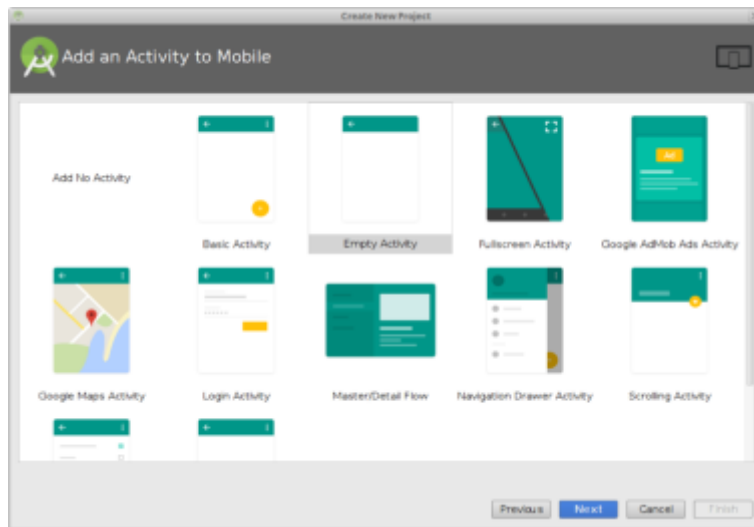 Create New Project
Add an Activity to Mobile
Add No Activity
Basic Activity
Empty Activity
Fullscreen Activity
Ad
Google AdMob Ads Activity
Google Maps Activity
Login Activity
Master/Detail Flow
Navigation Drawer Activity
Scrolling Activity
Previous
Next
Cancel
Finish